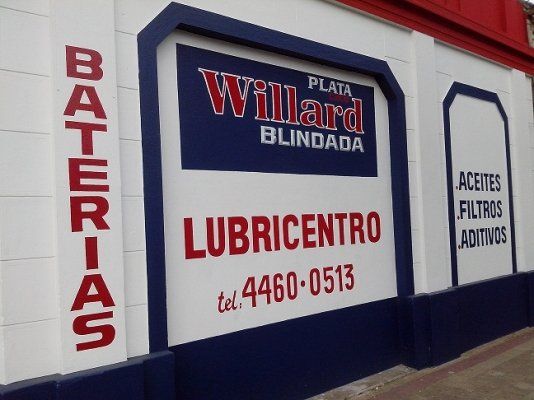 BATERIAS
PLATA
Willard
BLINDADA
LUBRICENTRO
tel: 4460·0513
.ACEITES
.FILTROS
.ADITIVOS